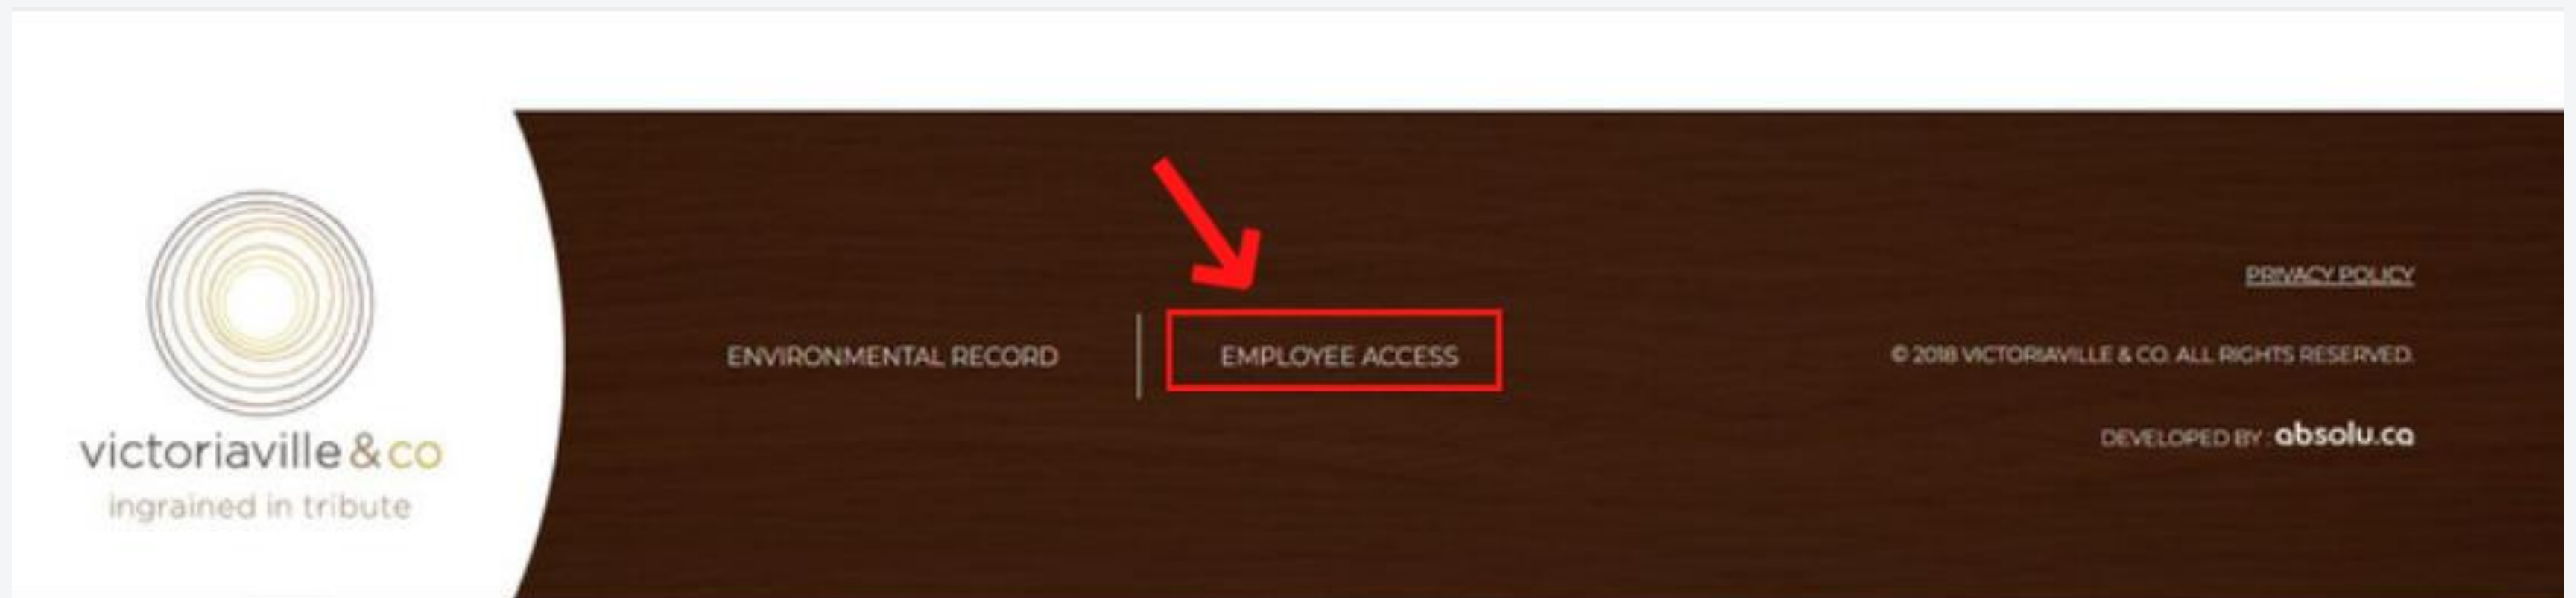 victoriaville & co
ingrained in tribute
ENVIRONMENTAL RECORD
EMPLOYEE ACCESS
PRIVACY POLICY
© 2018 VICTORIAVILLE & CO. ALL RIGHTS RESERVED.
DEVELOPED BY : absolu.ca